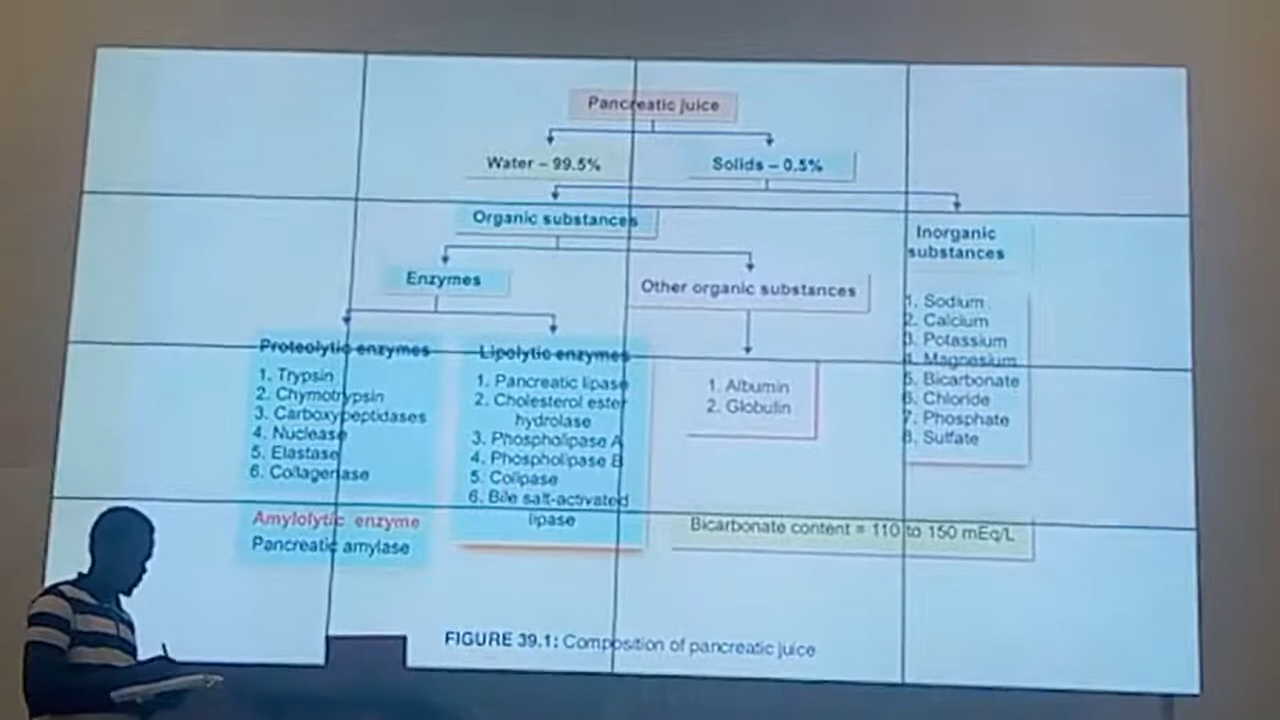 Pancreatic juice
Water – 99.5%
Solids – 0.5%
Organic substances
Inorganic
substances
Enzymes
Other organic substances
1. Sodium
2. Calcium
3. Potassium
4. Magnesium
5. Bicarbonate
6. Chloride
7. Phosphate
8. Sulfate
Proteolytic enzymes
1. Trypsin
2. Chymotrypsin
3. Carboxypeptidases
4. Nuclease
5. Elastase
6. Collagenase
Lipolytic enzymes
1. Pancreatic lipase
2. Cholesterol ester
hydrolase
3. Phospholipase A
4. Phospholipase B
5. Colipase
6. Bile salt-activated
lipase
1. Albumin
2. Globulin
Amylolytic enzyme
Pancreatic amylase
Bicarbonate content = 110 to 150 mEq/L
FIGURE 39.1: Composition of pancreatic juice